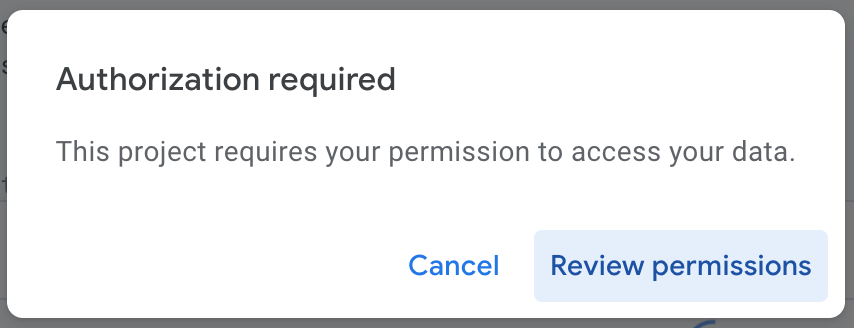 Authorization required
This project requires your permission to access your data.
Cancel
Review permissions